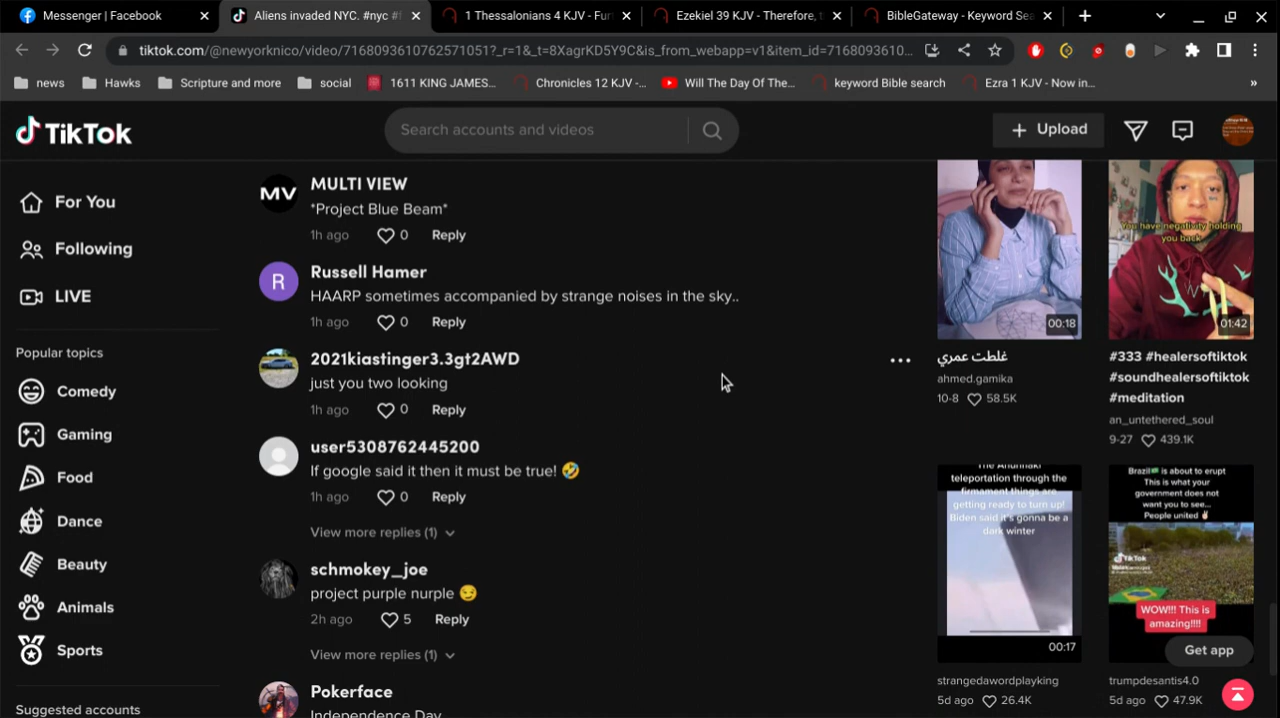 Messenger | Facebook
Aliens invaded NYC. #nyc #
1 Thessalonians 4 KJV - Fur
Ezekiel 39 KJV - Therefore, t
BibleGateway - Keyword Sea
tiktok.com/@newyorknico/video/7168093610762571051?_r=1&_t=8XagrKD5Y9C&is_from_webapp=v1&item_id=7168093610...
news
Hawks
Scripture and more
social
1611 KING JAMES...
Chronicles 12 KJV -...
Will The Day Of The...
keyword Bible search
Ezra 1 KJV - Now in...
»
TikTok
Search accounts and videos
+ Upload
For You
Following
LIVE
Popular topics
Comedy
Gaming
Food
Dance
Beauty
Animals
Sports
Suggested accounts
MV
MULTI VIEW
*Project Blue Beam*
1h ago 0 Reply
R
Russell Hamer
HAARP sometimes accompanied by strange noises in the sky..
1h ago 0 Reply
2021kiastinger3.3gt2AWD
just you two looking
1h ago 0 Reply
user5308762445200
If google said it then it must be true! 🤣
1h ago 0 Reply
View more replies (1)
schmokey_joe
project purple nurple 😏
2h ago 5 Reply
View more replies (1)
Pokerface
Independence Day
00:18
غلطت عمري
ahmed.gamika
10-8 58.5K
You have negativity holding
you back
01:42
#333 #healersoftiktok
#soundhealersoftiktok
#meditation
an_untethered_soul
9-27 439.1K
The Anunnaki
teleportation through the
firmament things are
getting ready to turn up!
Biden said it's gonna be a
dark winter
00:17
strangedawordplayking
5d ago 26.4K
Brazil🇧🇷 is about to erupt
This is what your
government does not
want you to see...
People united ✌🏻
TikTok
WOW!!! This is
amazing!!!!
Get app
trumpdesantis4.0
5d ago 47.9K